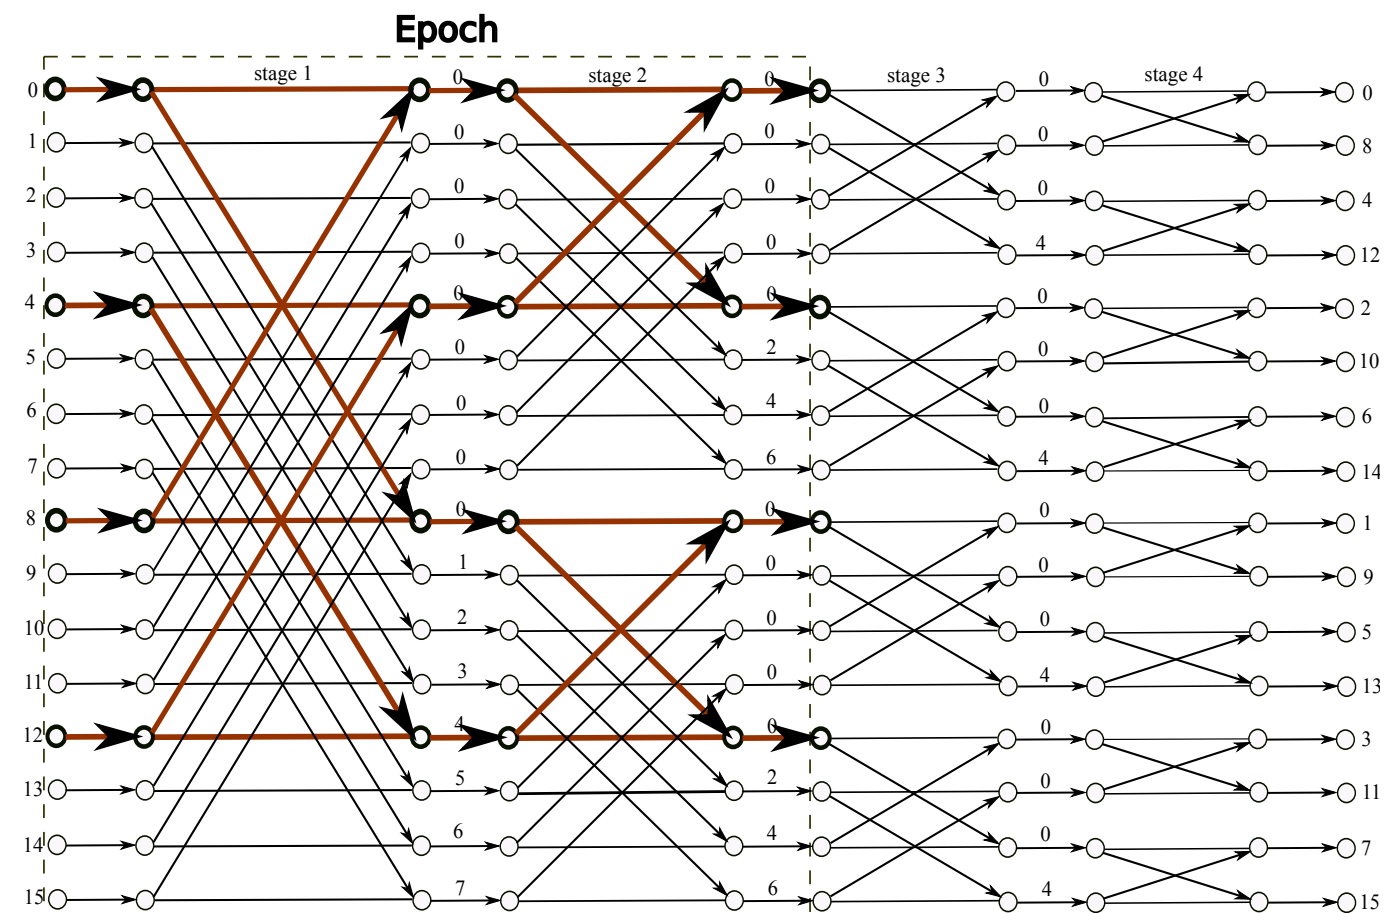 Epoch
stage 1 stage 2 stage 3 stage 4
0 0 0 0 0
1 0 0 0 8
2 0 0 0 4
3 0 0 4 12
4 0 0 0 2
5 0 2 0 10
6 0 4 0 6
7 0 6 4 14
8 0 0 0 1
9 1 0 0 9
10 2 0 0 5
11 3 0 4 13
12 4 0 0 3
13 5 2 0 11
14 6 4 0 7
15 7 6 4 15